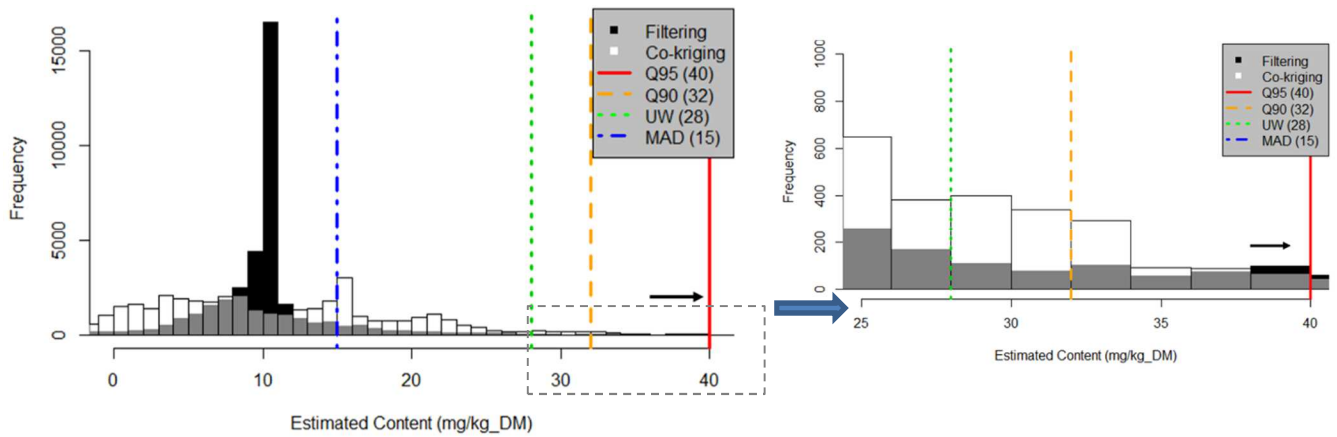 Frequency
15000
10000
5000
0
Filtering
Co-kriging
Q95 (40)
Q90 (32)
UW (28)
MAD (15)
0 10 20 30 40
Estimated Content (mg/kg_DM)
Frequency
1000
800
600
400
200
0
Filtering
Co-kriging
Q95 (40)
Q90 (32)
UW (28)
MAD (15)
25 30 35 40
Estimated Content (mg/kg_DM)